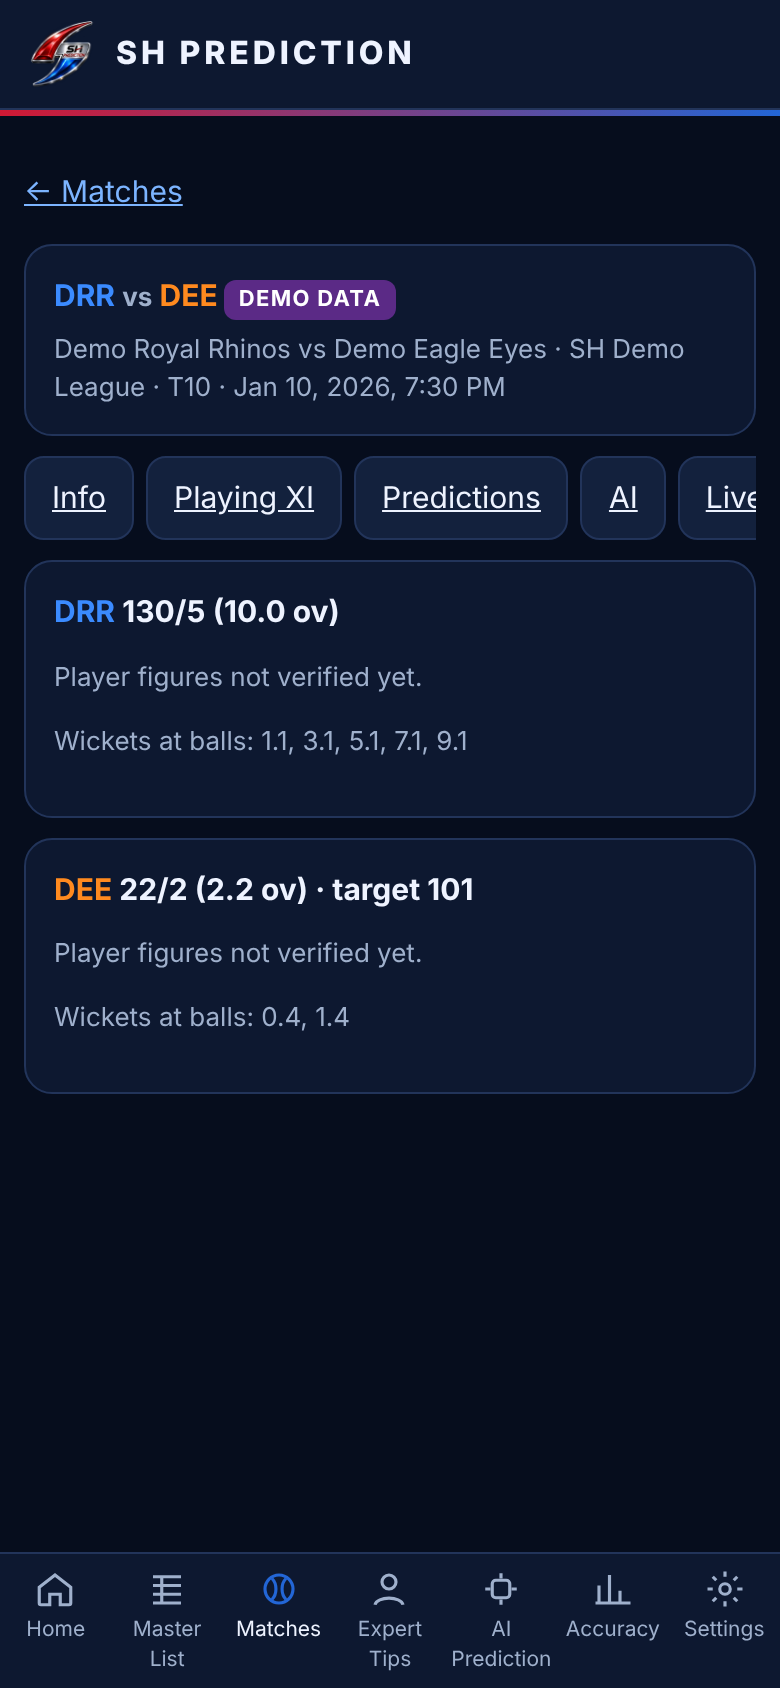 SH
SH PREDICTION
← Matches
DRR vs DEE DEMO DATA
Demo Royal Rhinos vs Demo Eagle Eyes · SH Demo
League · T10 · Jan 10, 2026, 7:30 PM
Info
Playing XI
Predictions
AI
Live
DRR 130/5 (10.0 ov)
Player figures not verified yet.
Wickets at balls: 1.1, 3.1, 5.1, 7.1, 9.1
DEE 22/2 (2.2 ov) · target 101
Player figures not verified yet.
Wickets at balls: 0.4, 1.4
Home
Master
List
Matches
Expert
Tips
AI
Prediction
Accuracy
Settings